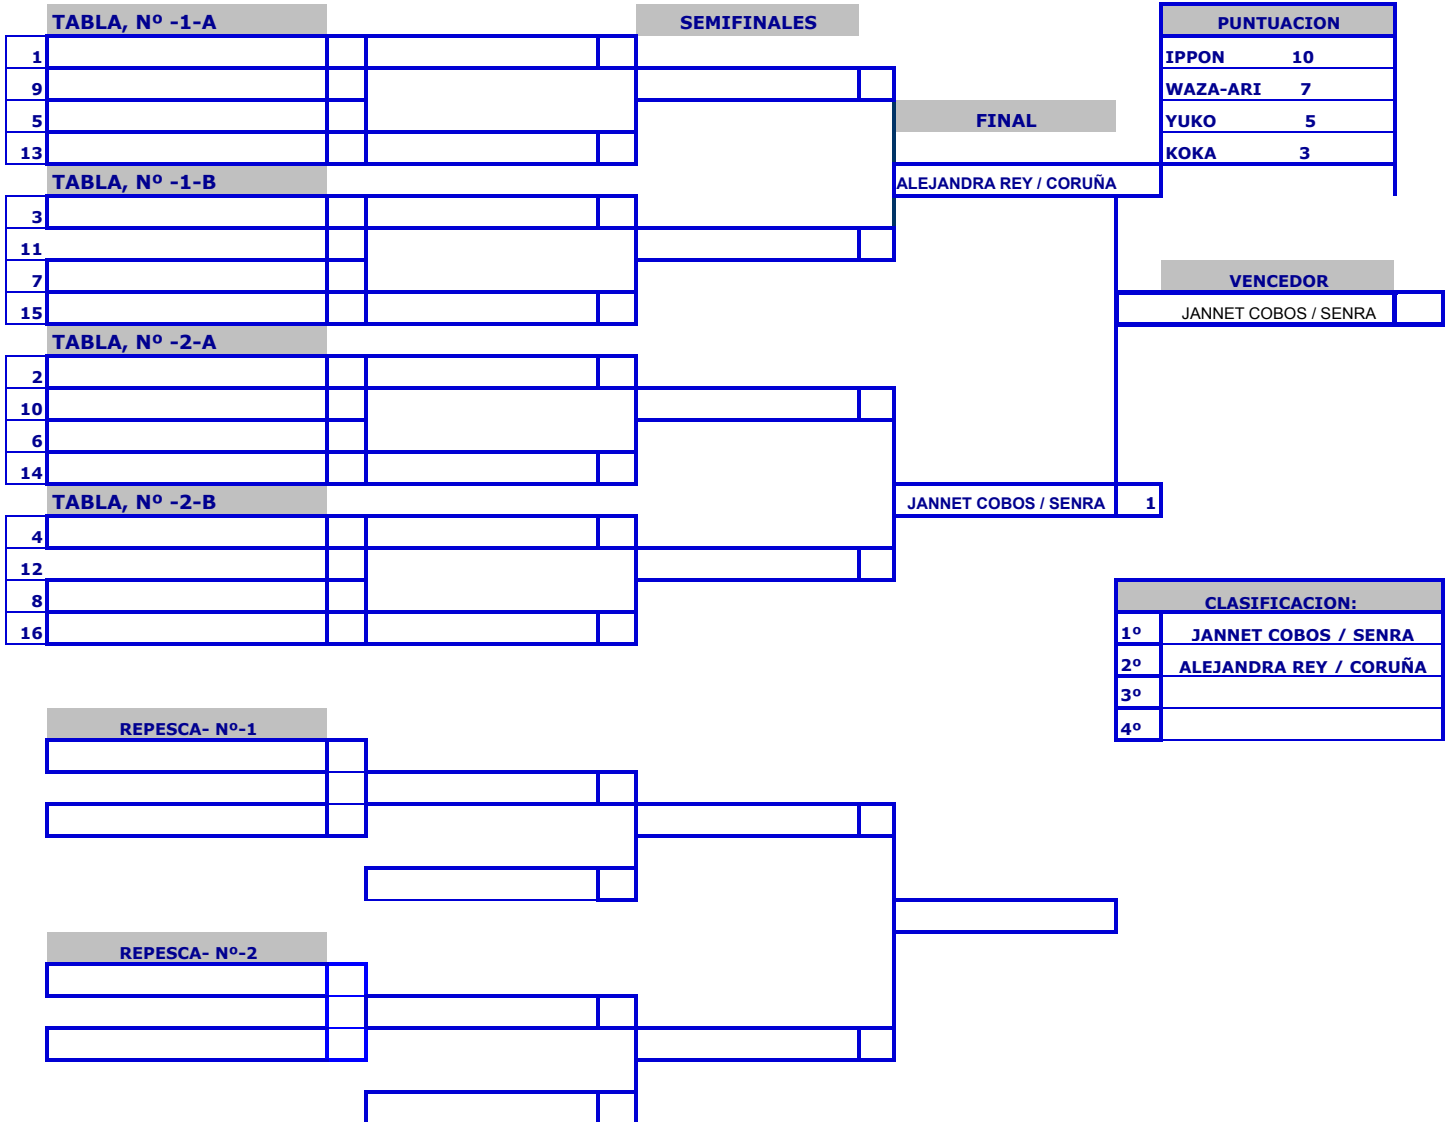 TABLA, Nº -1-A
SEMIFINALES
PUNTUACION
1
IPPON 10
9
WAZA-ARI 7
5
FINAL
YUKO 5
13
KOKA 3
TABLA, Nº -1-B
ALEJANDRA REY / CORUÑA
3
11
7
VENCEDOR
15
JANNET COBOS / SENRA
TABLA, Nº -2-A
2
10
6
14
TABLA, Nº -2-B
JANNET COBOS / SENRA 1
4
12
8
CLASIFICACION:
16
1º JANNET COBOS / SENRA
2º ALEJANDRA REY / CORUÑA
3º
4º
REPESCA- Nº-1
REPESCA- Nº-2